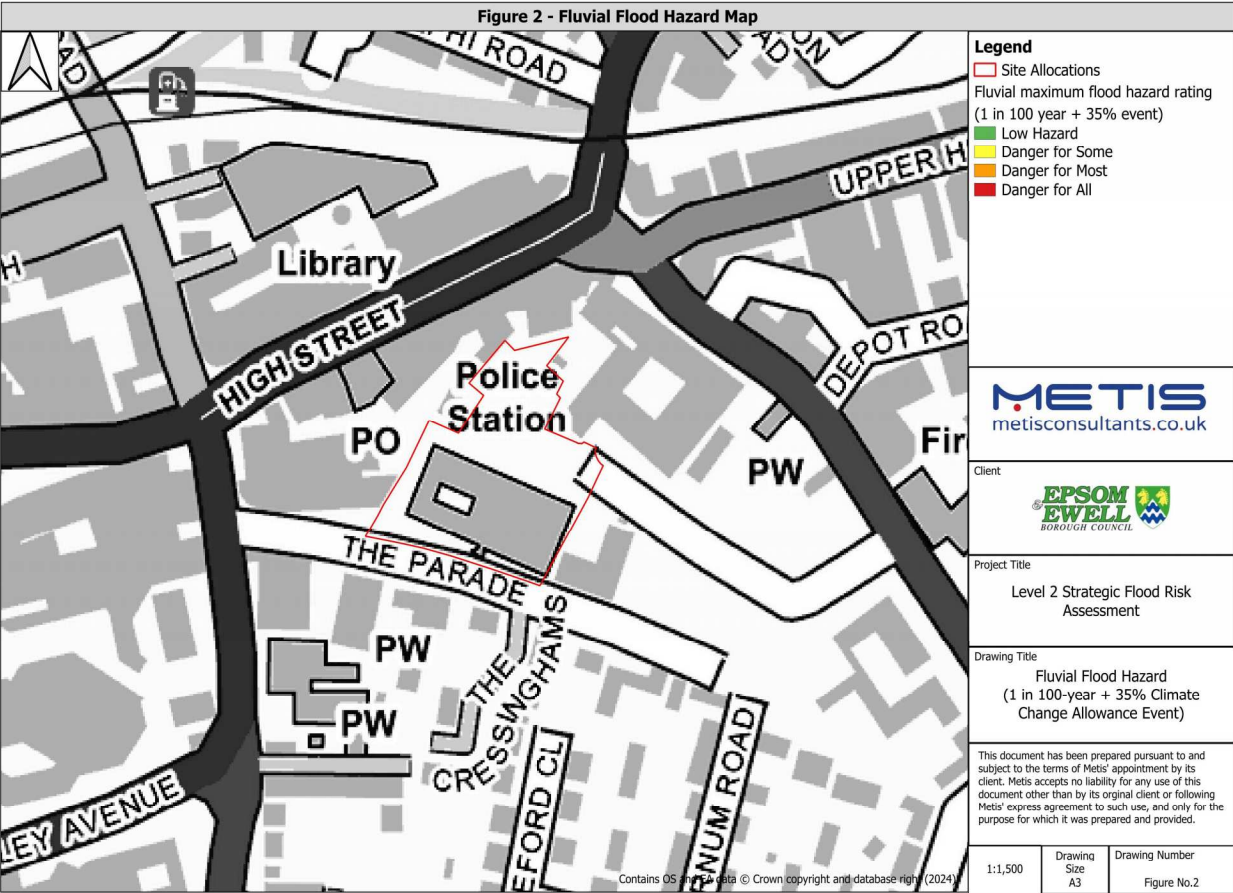 Figure 2 - Fluvial Flood Hazard Map
AD
PHI ROAD
AD
ON
UPPER H
Library
H
HIGH STREET
DEPOT RO
Police
Station
PO
PW
Fir
THE PARADE
PW
THE
CRESSINGHAMS
PW
LEY AVENUE
EFORD CL
RNUM ROAD
Contains OS and EA data © Crown copyright and database right (2024)
Legend
Site Allocations
Fluvial maximum flood hazard rating
(1 in 100 year + 35% event)
Low Hazard
Danger for Some
Danger for Most
Danger for All
METIS
metisconsultants.co.uk
Client
EPSOM
& EWELL
BOROUGH COUNCIL
Project Title
Level 2 Strategic Flood Risk
Assessment
Drawing Title
Fluvial Flood Hazard
(1 in 100-year + 35% Climate
Change Allowance Event)
This document has been prepared pursuant to and
subject to the terms of Metis' appointment by its
client. Metis accepts no liability for any use of this
document other than by its orginal client or following
Metis' express agreement to such use, and only for the
purpose for which it was prepared and provided.
1:1,500
Drawing
Size
A3
Drawing Number
Figure No.2